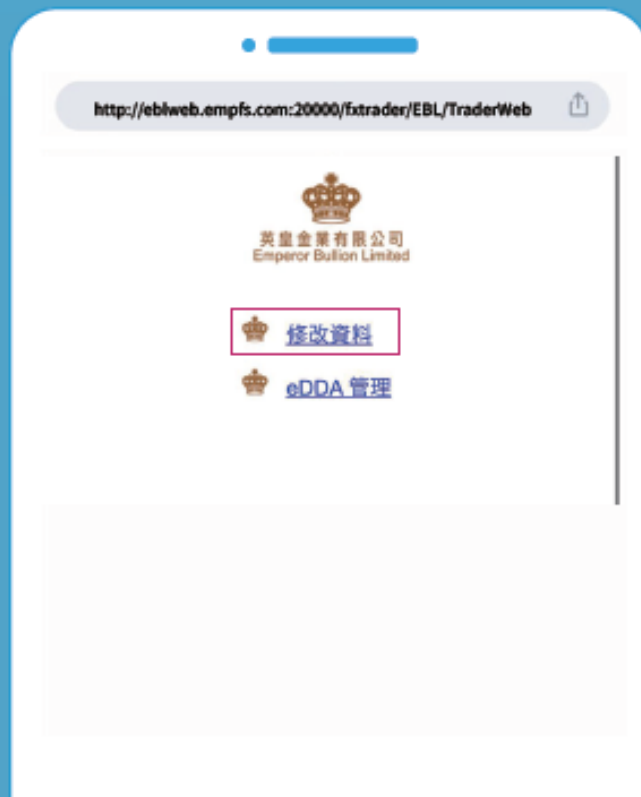 http://eblweb.empfs.com:20000/fxtrader/EBL/TraderWeb
英皇金業有限公司
Emperor Bullion Limited
修改資料
eDDA 管理